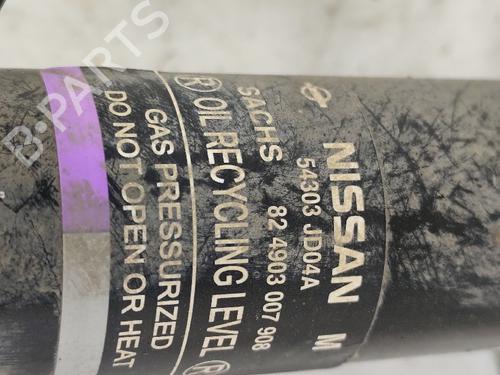 NISSAN M
54303 JD04A
SACHS 82 4903 007 908
® OIL RECYCLING LEVEL ®
GAS PRESSURIZED
DO NOT OPEN OR HEAT
B-PARTS